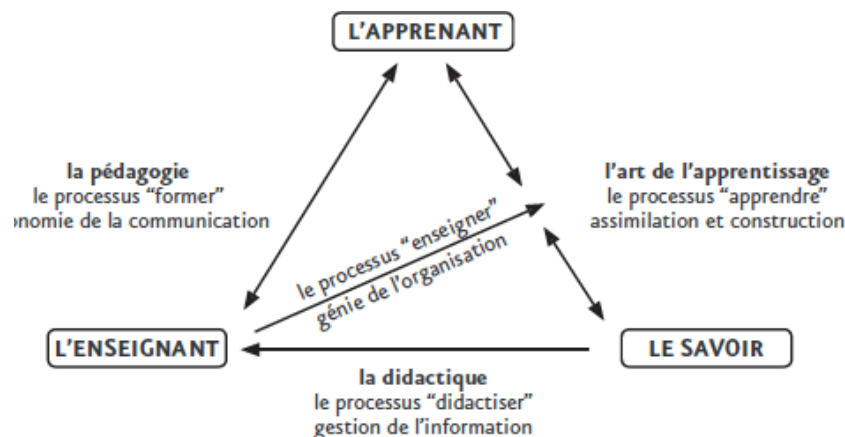 L'APPRENANT
la pédagogie
le processus “former”
onomie de la communication
l'art de l'apprentissage
le processus “apprendre”
assimilation et construction
le processus “enseigner”
génie de l'organisation
L'ENSEIGNANT
LE SAVOIR
la didactique
le processus “didactiser”
gestion de l'information